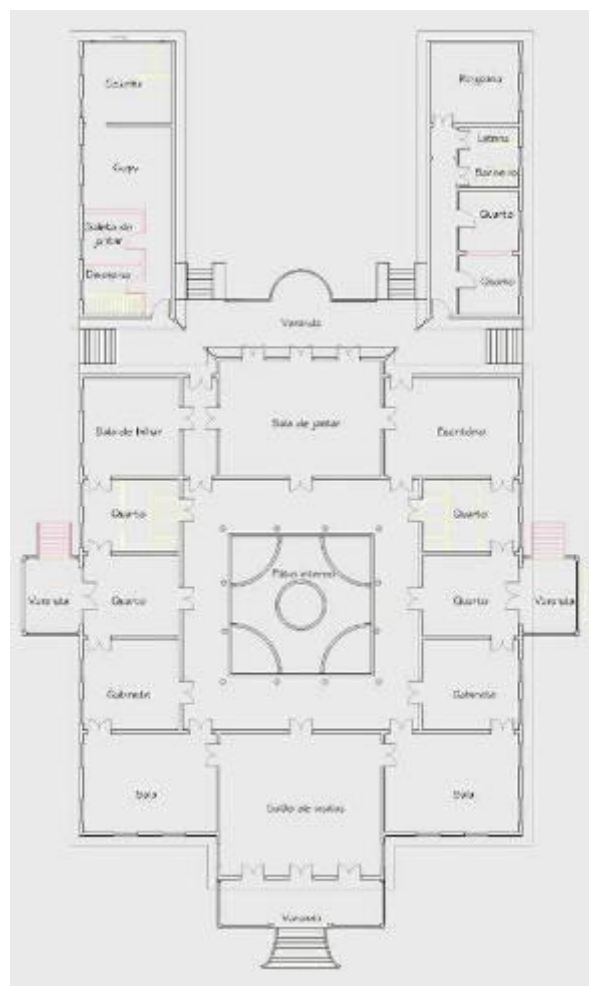 Cozinha
Rouparia
Copa
Latrina
Banheiro
Saleta de
jantar
Quarto
Despensa
Quarto
Varanda
Sala de jantar
Sala de bilhar
Escritório
Quarto
Quarto
Pátio interno
Varanda
Quarto
Quarto
Varanda
Gabinete
Gabinete
Sala
Sala
Salão de visitas
Varanda